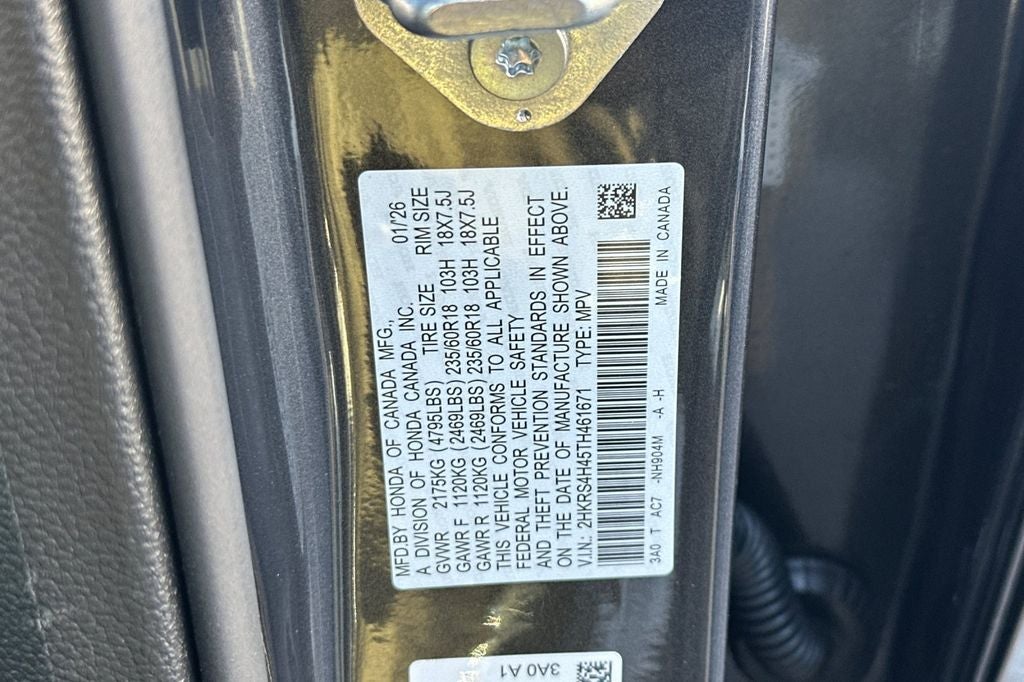 MFD.BY HONDA OF CANADA MFG., 01/'26
A DIVISION OF HONDA CANADA INC.
GVWR 2175KG (4795LBS) TIRE SIZE RIM SIZE
GAWR F 1120KG (2469LBS) 235/60R18 103H 18X7.5J
GAWR R 1120KG (2469LBS) 235/60R18 103H 18X7.5J
THIS VEHICLE CONFORMS TO ALL APPLICABLE
FEDERAL MOTOR VEHICLE SAFETY
AND THEFT PREVENTION STANDARDS IN EFFECT
ON THE DATE OF MANUFACTURE SHOWN ABOVE.
V.I.N.: 2HKRS4H45TH461671 TYPE: MPV
3A0 T AC7 -NH904M -A -H MADE IN CANADA
3A0 A1